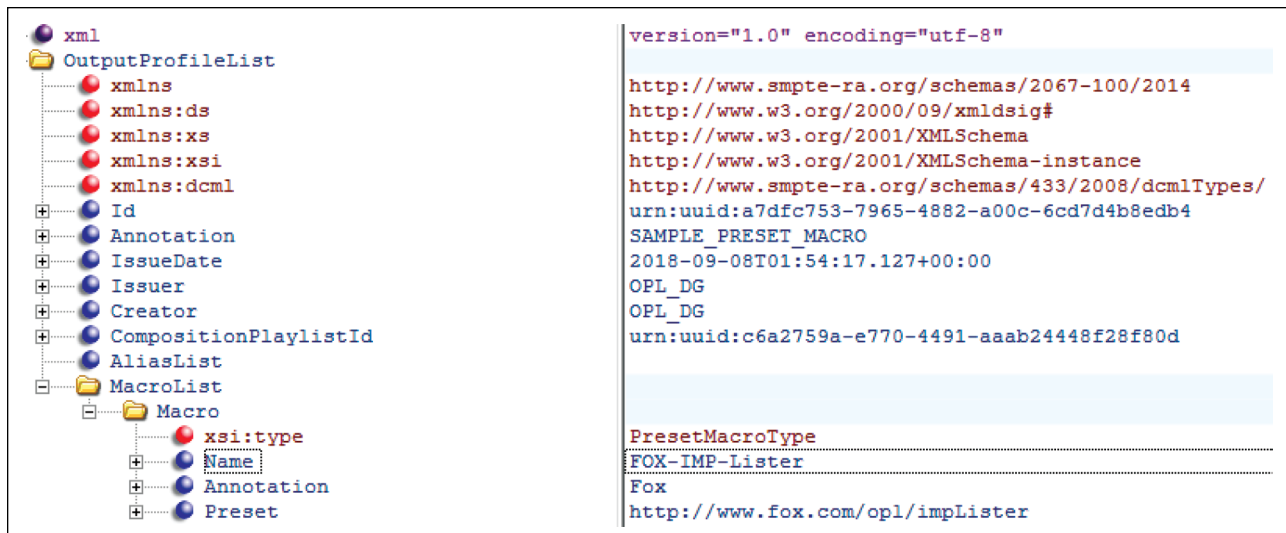 xml version="1.0" encoding="utf-8"
OutputProfileList
xmlns http://www.smpte-ra.org/schemas/2067-100/2014
xmlns:ds http://www.w3.org/2000/09/xmldsig#
xmlns:xs http://www.w3.org/2001/XMLSchema
xmlns:xsi http://www.w3.org/2001/XMLSchema-instance
xmlns:dcml http://www.smpte-ra.org/schemas/433/2008/dcmlTypes/
Id urn:uuid:a7dfc753-7965-4882-a00c-6cd7d4b8edb4
Annotation SAMPLE_PRESET_MACRO
IssueDate 2018-09-08T01:54:17.127+00:00
Issuer OPL_DG
Creator OPL_DG
CompositionPlaylistId urn:uuid:c6a2759a-e770-4491-aaab24448f28f80d
AliasList
MacroList
Macro
xsi:type PresetMacroType
Name FOX-IMP-Lister
Annotation Fox
Preset http://www.fox.com/opl/impLister